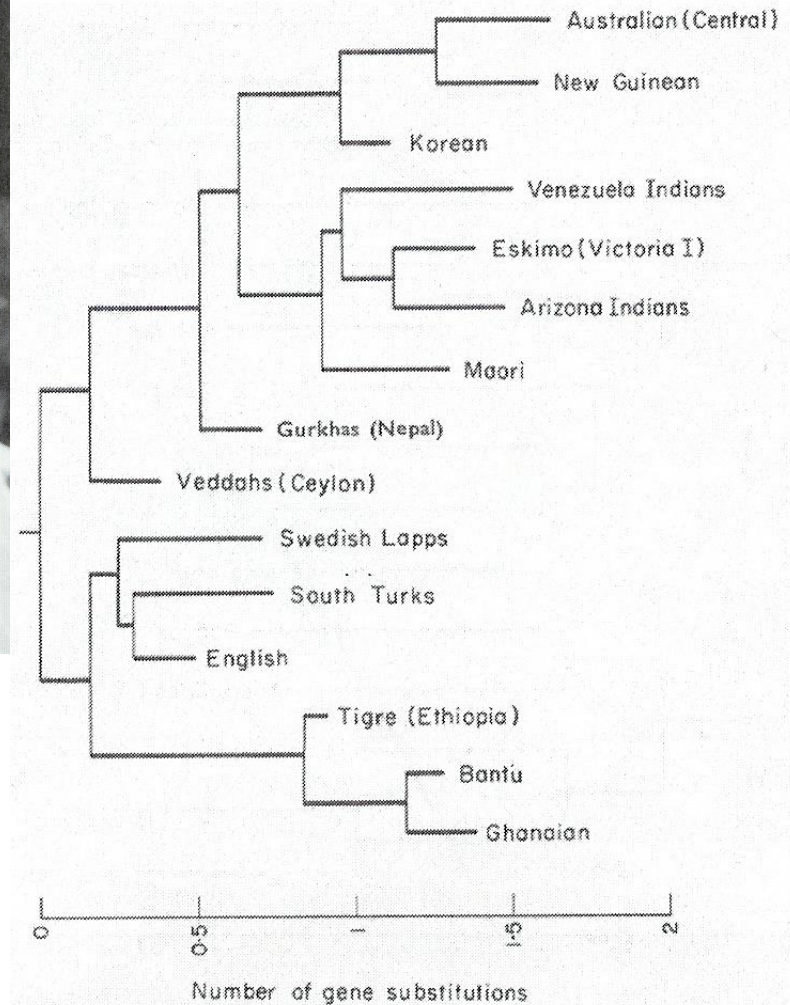 Australian (Central)
New Guinean
Korean
Venezuela Indians
Eskimo (Victoria I)
Arizona Indians
Maori
Gurkhas (Nepal)
Veddahs (Ceylon)
Swedish Lapps
South Turks
English
Tigre (Ethiopia)
Bantu
Ghanaian
0 0·5 1 1·5 2
Number of gene substitutions